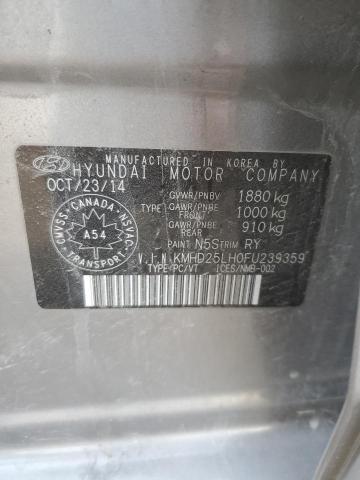 MANUFACTURED IN KOREA BY
HYUNDAI MOTOR COMPANY
OCT/23/14
GVWR/PNBV 1880 kg
TYPE GAWR/PNBE FRONT 1000 kg
GAWR/PNBE REAR 910 kg
PAINT N5S TRIM RY
V.I.N KMHD25LH0FU239359
TYPE:PC/VT ICES/NMB-002
CANADA
CMVSS NSVAC
A54
TRANSPORT